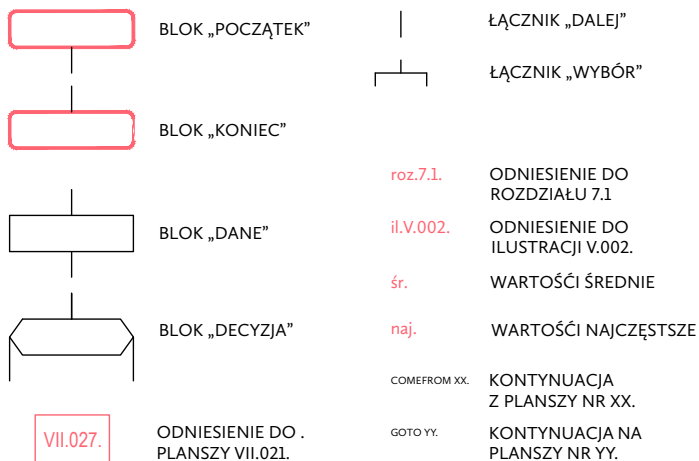 BLOK „POCZĄTEK”
BLOK „KONIEC”
BLOK „DANE”
BLOK „DECYZJA”
VII.027.
ODNIESIENIE DO .
PLANSZY VII.021.
ŁĄCZNIK „DALEJ”
ŁĄCZNIK „WYBÓR”
roz.7.1.
ODNIESIENIE DO
ROZDZIAŁU 7.1
il.V.002.
ODNIESIENIE DO
ILUSTRACJI V.002.
śr.
WARTOŚĆI ŚREDNIE
naj.
WARTOŚĆI NAJCZĘSTSZE
COMEFROM XX.
KONTYNUACJA
Z PLANSZY NR XX.
GOTO YY.
KONTYNUACJA NA
PLANSZY NR YY.